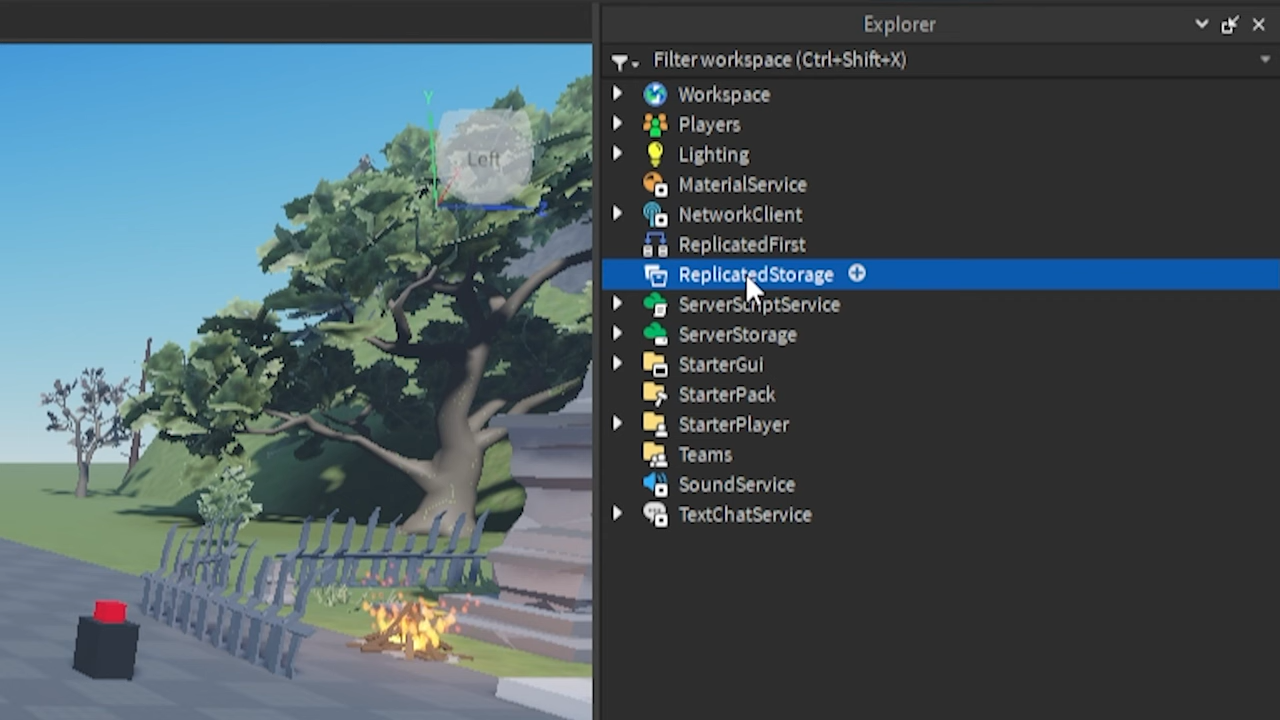 Explorer
Filter workspace (Ctrl+Shift+X)
Workspace
Players
Lighting
MaterialService
NetworkClient
ReplicatedFirst
ReplicatedStorage
ServerScriptService
ServerStorage
StarterGui
StarterPack
StarterPlayer
Teams
SoundService
TextChatService
Y
Left
Z